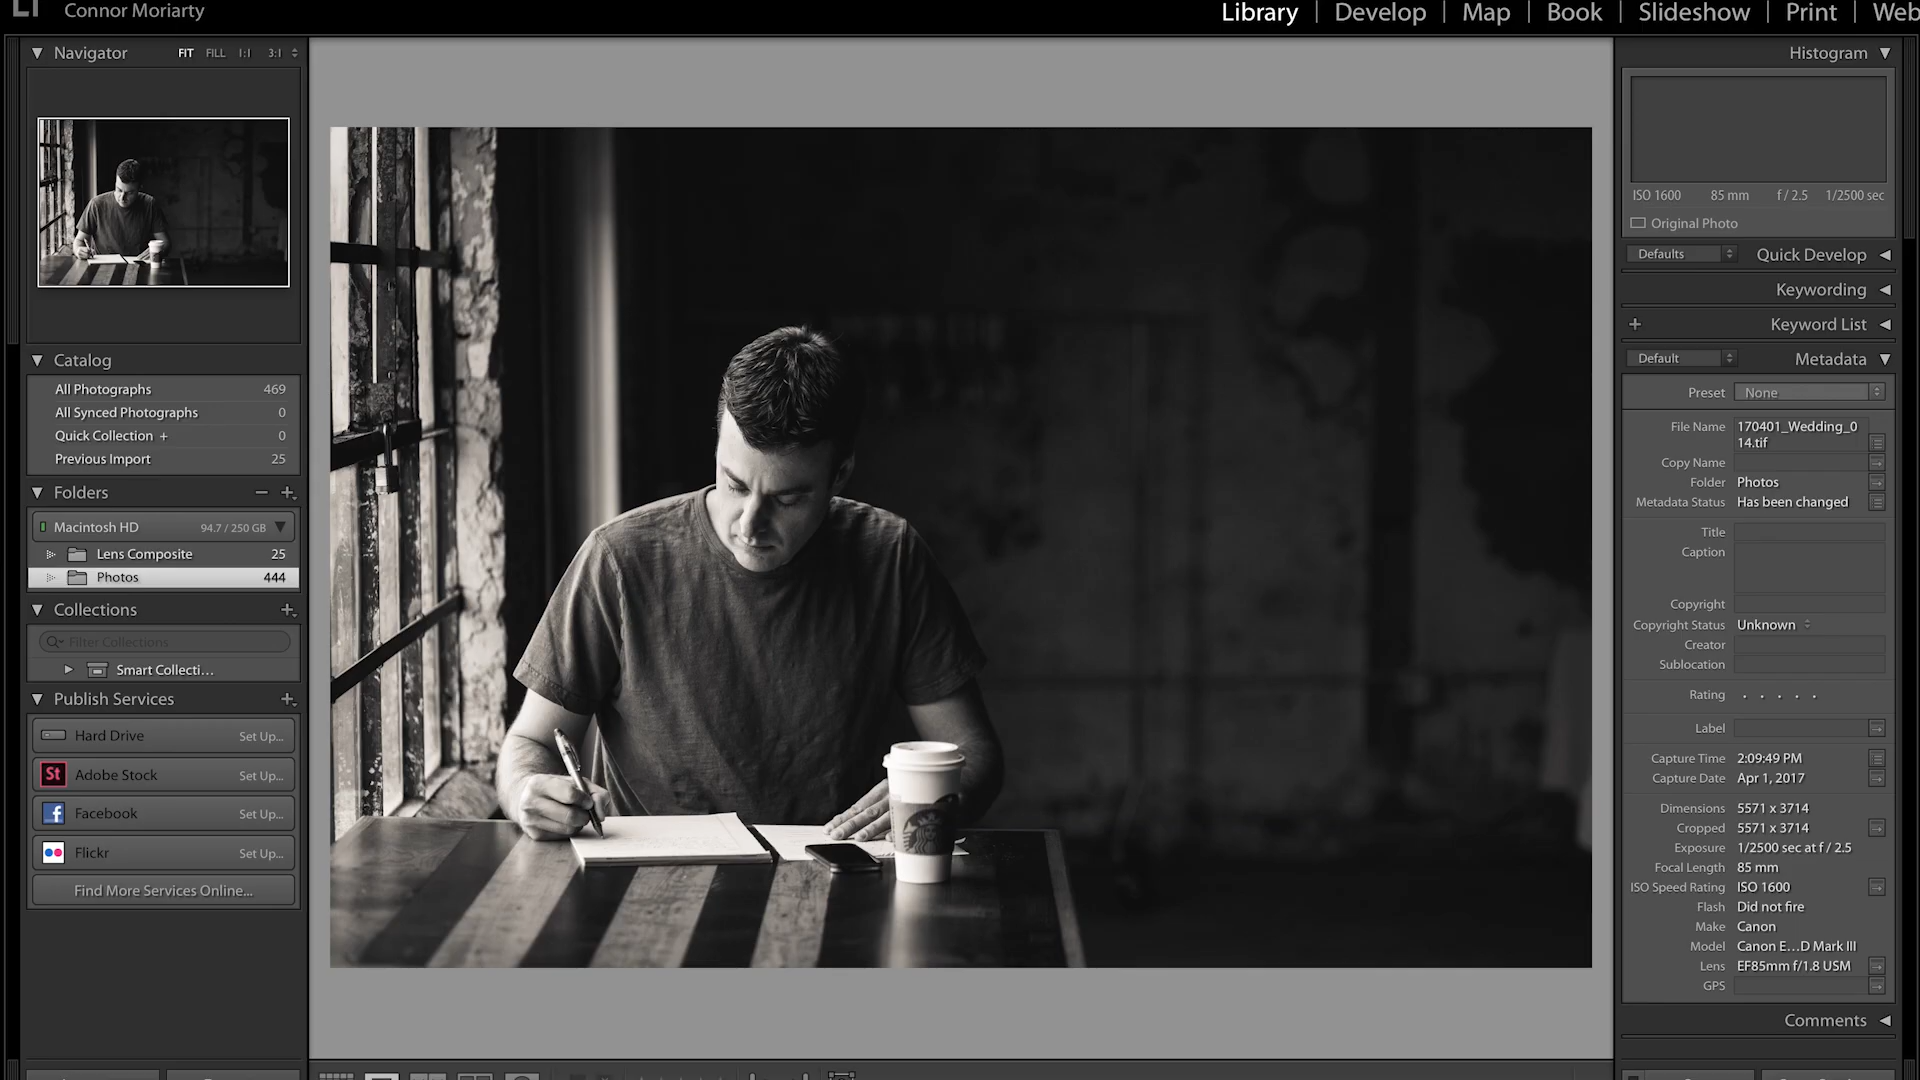 Connor Moriarty
Library | Develop | Map | Book | Slideshow | Print | Web
Navigator FIT FILL 1:1 3:1
Catalog
All Photographs 469
All Synced Photographs 0
Quick Collection + 0
Previous Import 25
Folders
Macintosh HD 94.7 / 250 GB
Lens Composite 25
Photos 444
Collections
Filter Collections
Smart Collecti...
Publish Services
Hard Drive Set Up...
St Adobe Stock Set Up...
f Facebook Set Up...
Flickr Set Up...
Find More Services Online...
Histogram
ISO 1600 85 mm f / 2.5 1/2500 sec
Original Photo
Defaults Quick Develop
Keywording
+ Keyword List
Default Metadata
Preset None
File Name 170401_Wedding_0
14.tif
Copy Name
Folder Photos
Metadata Status Has been changed
Title
Caption
Copyright
Copyright Status Unknown
Creator
Sublocation
Rating . . . . .
Label
Capture Time 2:09:49 PM
Capture Date Apr 1, 2017
Dimensions 5571 x 3714
Cropped 5571 x 3714
Exposure 1/2500 sec at f / 2.5
Focal Length 85 mm
ISO Speed Rating ISO 1600
Flash Did not fire
Make Canon
Model Canon E...D Mark III
Lens EF85mm f/1.8 USM
GPS
Comments